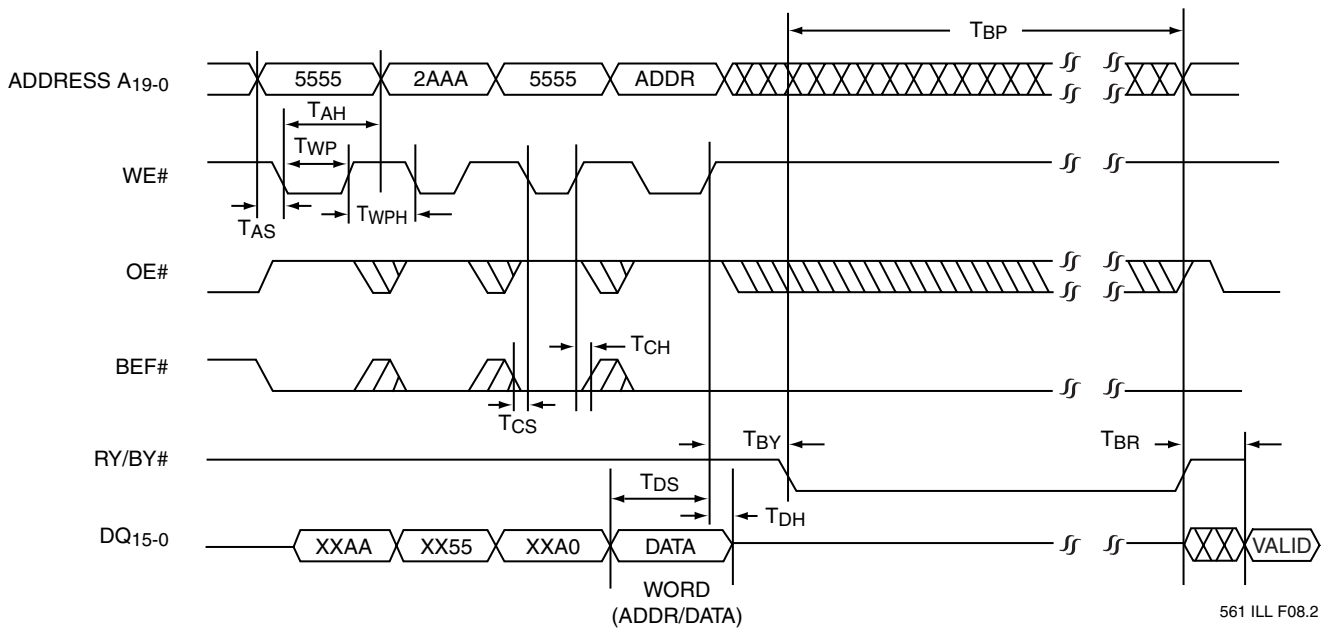 TBP
ADDRESS A19-0
5555
2AAA
5555
ADDR
TAH
TWP
WE#
TAS
TWPH
OE#
BEF#
TCH
TCS
RY/BY#
TBY
TBR
TDS
TDH
DQ15-0
XXAA
XX55
XXA0
DATA
VALID
WORD
(ADDR/DATA)
561 ILL F08.2